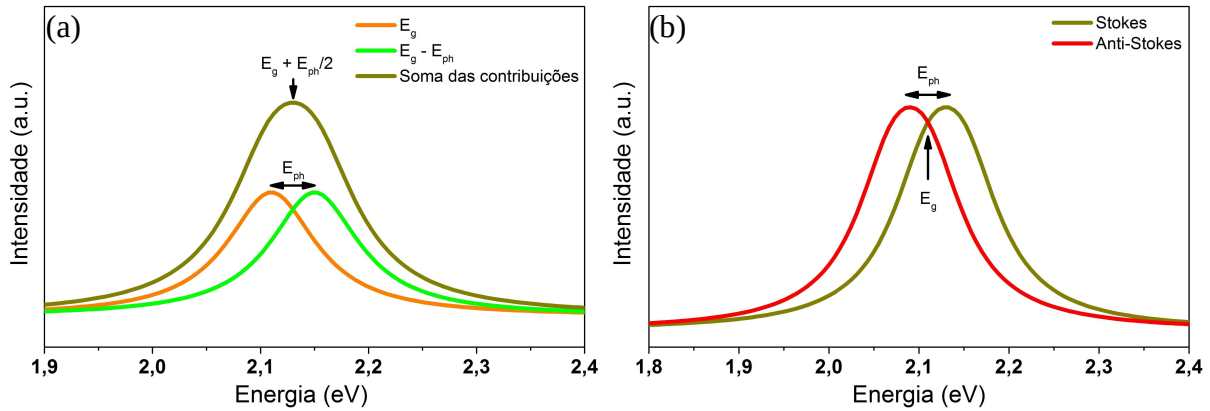 (a)
E_g
E_g - E_ph
Soma das contribuições
E_g + E_ph/2
E_ph
Intensidade (a.u.)
1,9 2,0 2,1 2,2 2,3 2,4
Energia (eV)
(b)
Stokes
Anti-Stokes
E_ph
E_g
Intensidade (a.u.)
1,8 1,9 2,0 2,1 2,2 2,3 2,4
Energia (eV)